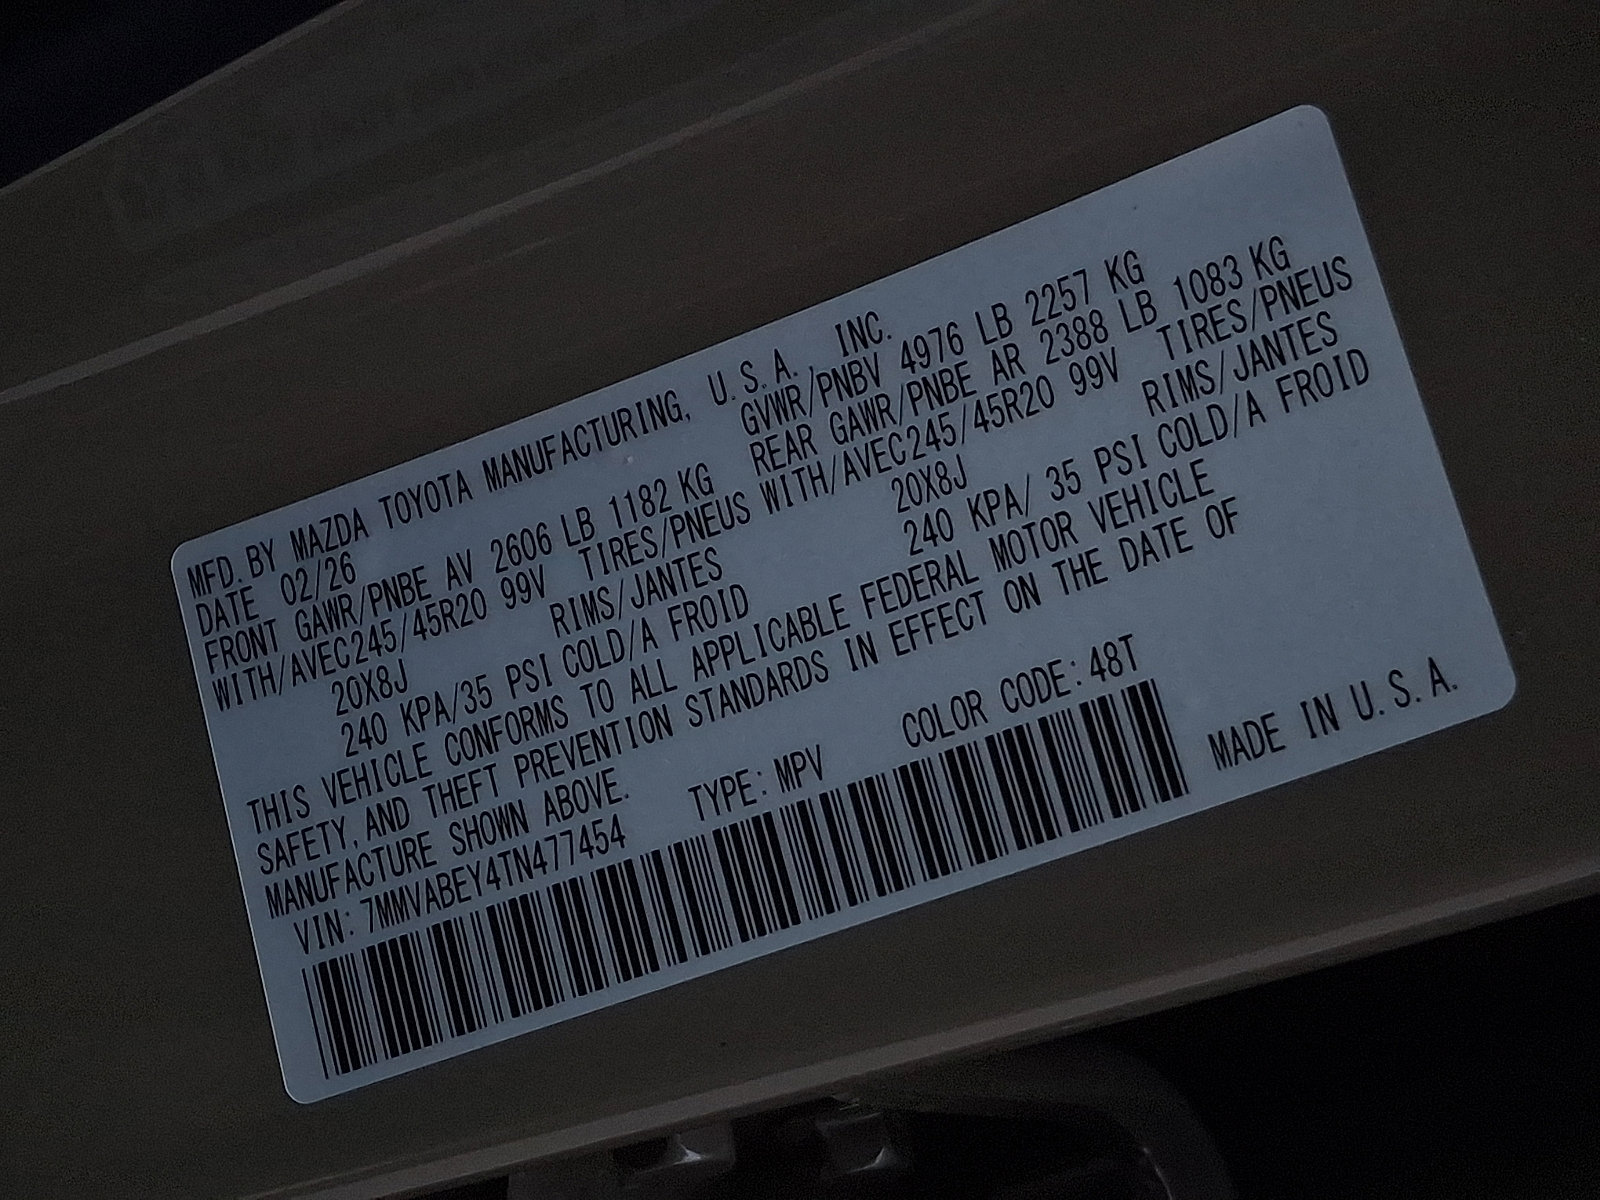 MFD. BY MAZDA TOYOTA MANUFACTURING, U.S.A., INC.
DATE 02/26 GVWR/PNBV 4976 LB 2257 KG
FRONT GAWR/PNBE AV 2606 LB 1182 KG REAR GAWR/PNBE AR 2388 LB 1083 KG
WITH/AVEC245/45R20 99V TIRES/PNEUS WITH/AVEC245/45R20 99V TIRES/PNEUS
20X8J RIMS/JANTES 20X8J RIMS/JANTES
240 KPA/35 PSI COLD/A FROID 240 KPA/ 35 PSI COLD/A FROID
THIS VEHICLE CONFORMS TO ALL APPLICABLE FEDERAL MOTOR VEHICLE
SAFETY, AND THEFT PREVENTION STANDARDS IN EFFECT ON THE DATE OF
MANUFACTURE SHOWN ABOVE.
VIN: 7MMVABEY4TN477454 TYPE: MPV COLOR CODE: 48T
MADE IN U.S.A.